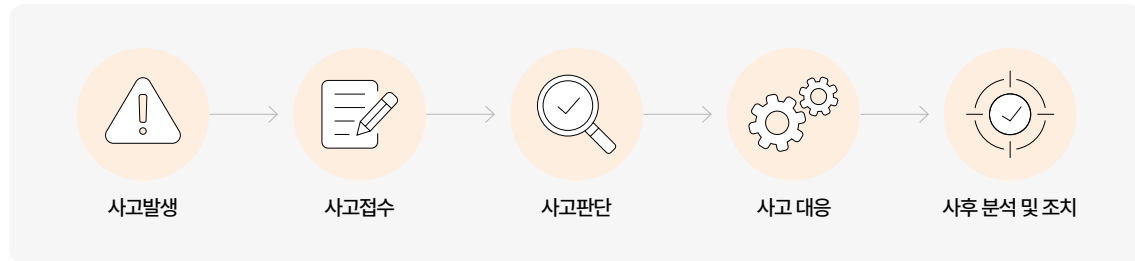 사고발생
사고접수
사고판단
사고 대응
사후 분석 및 조치